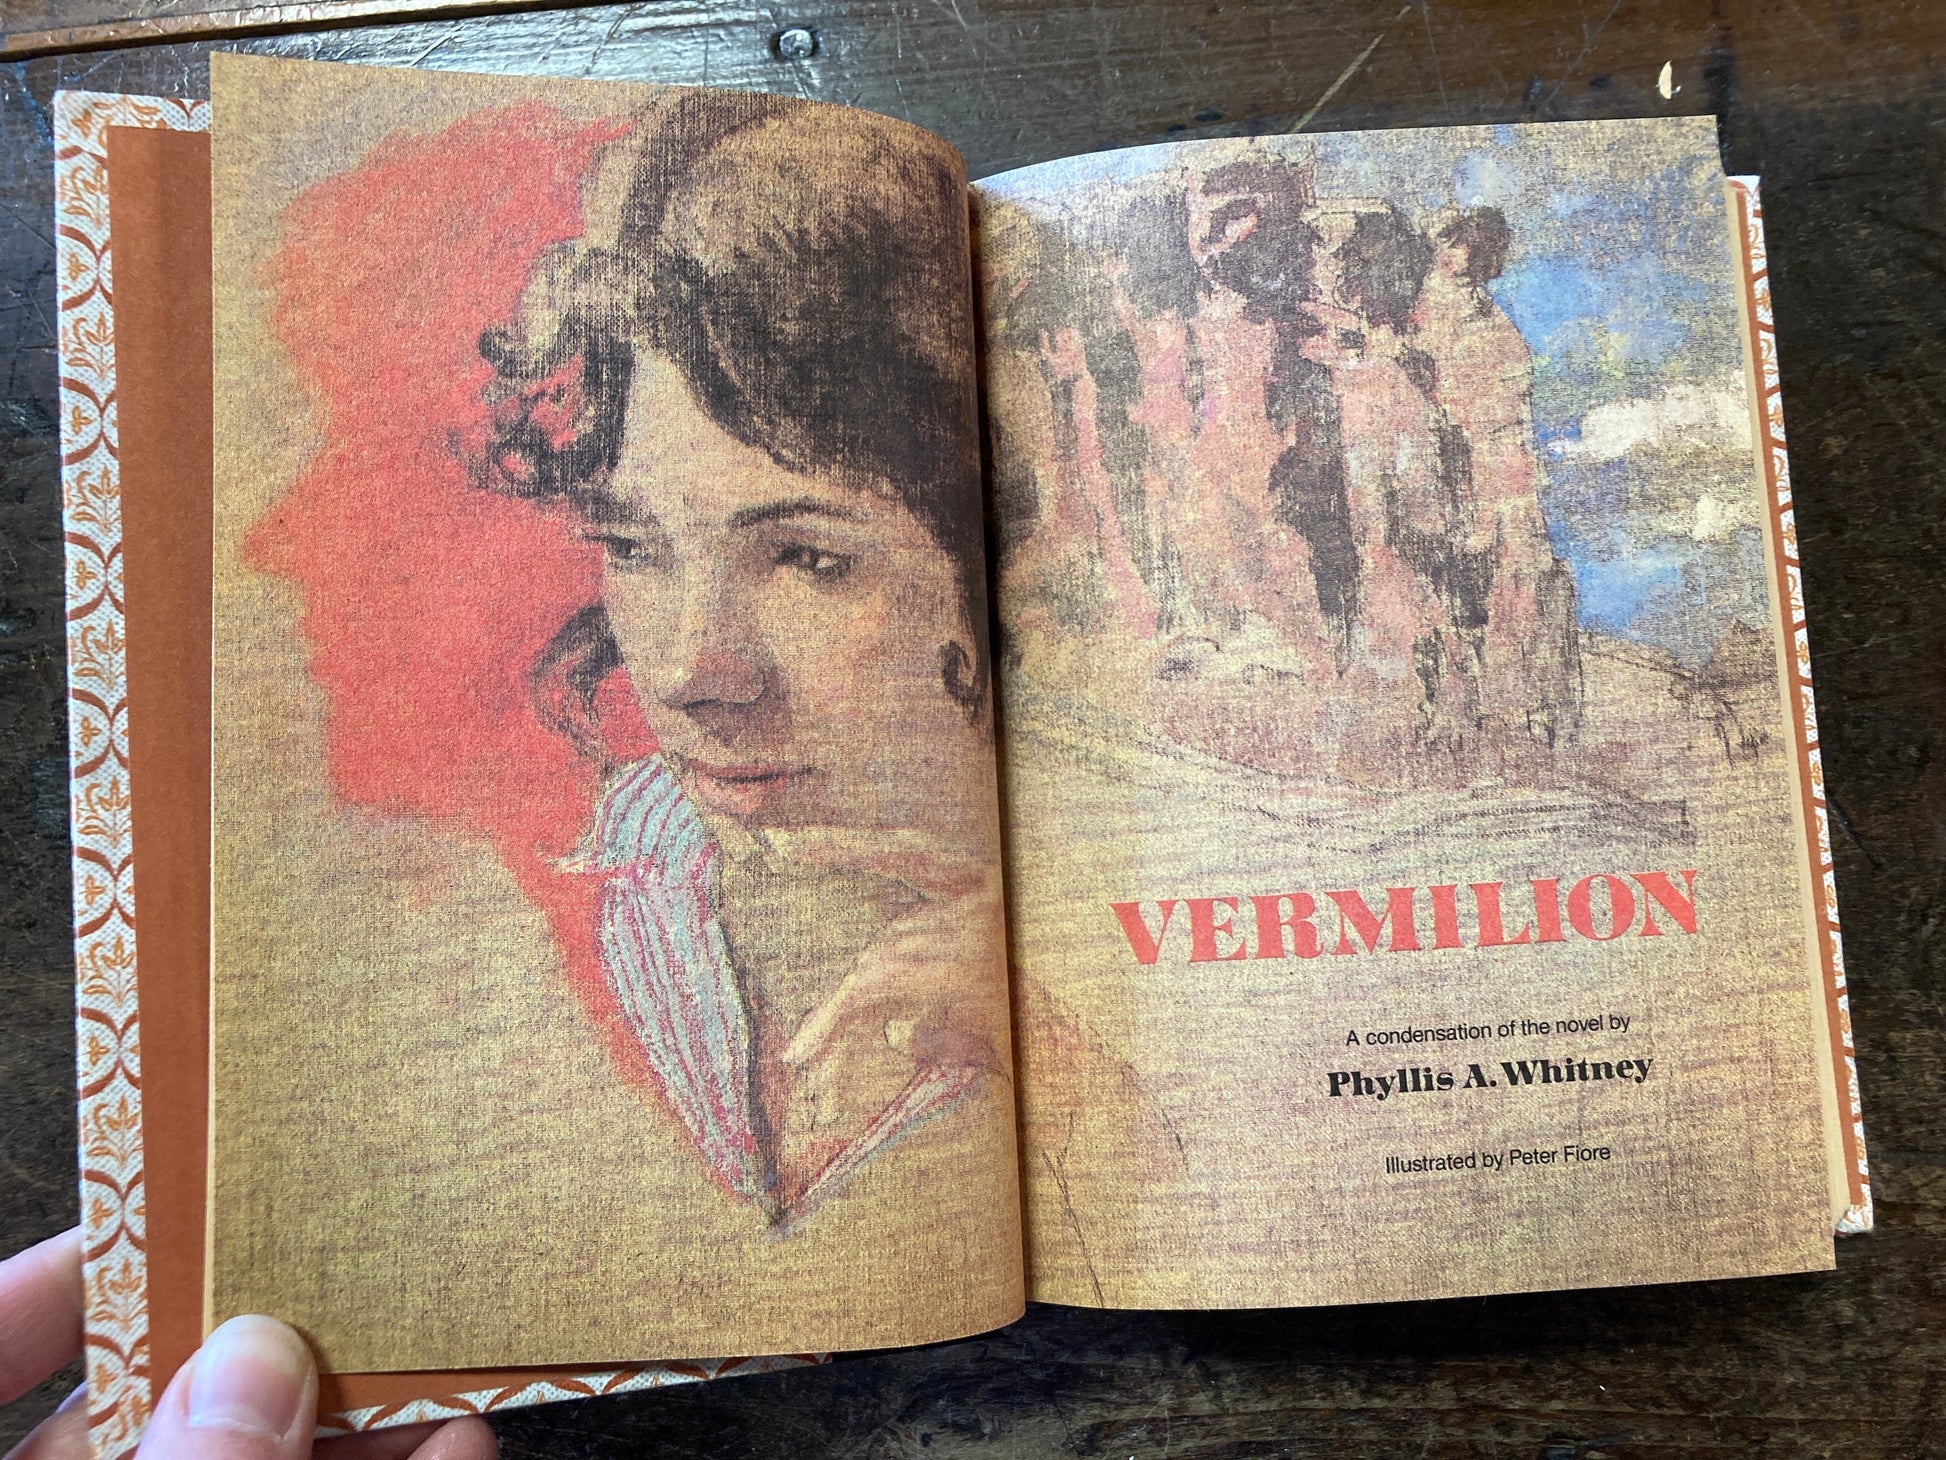 VERMILION
A condensation of the novel by
Phyllis A. Whitney
Illustrated by Peter Fiore